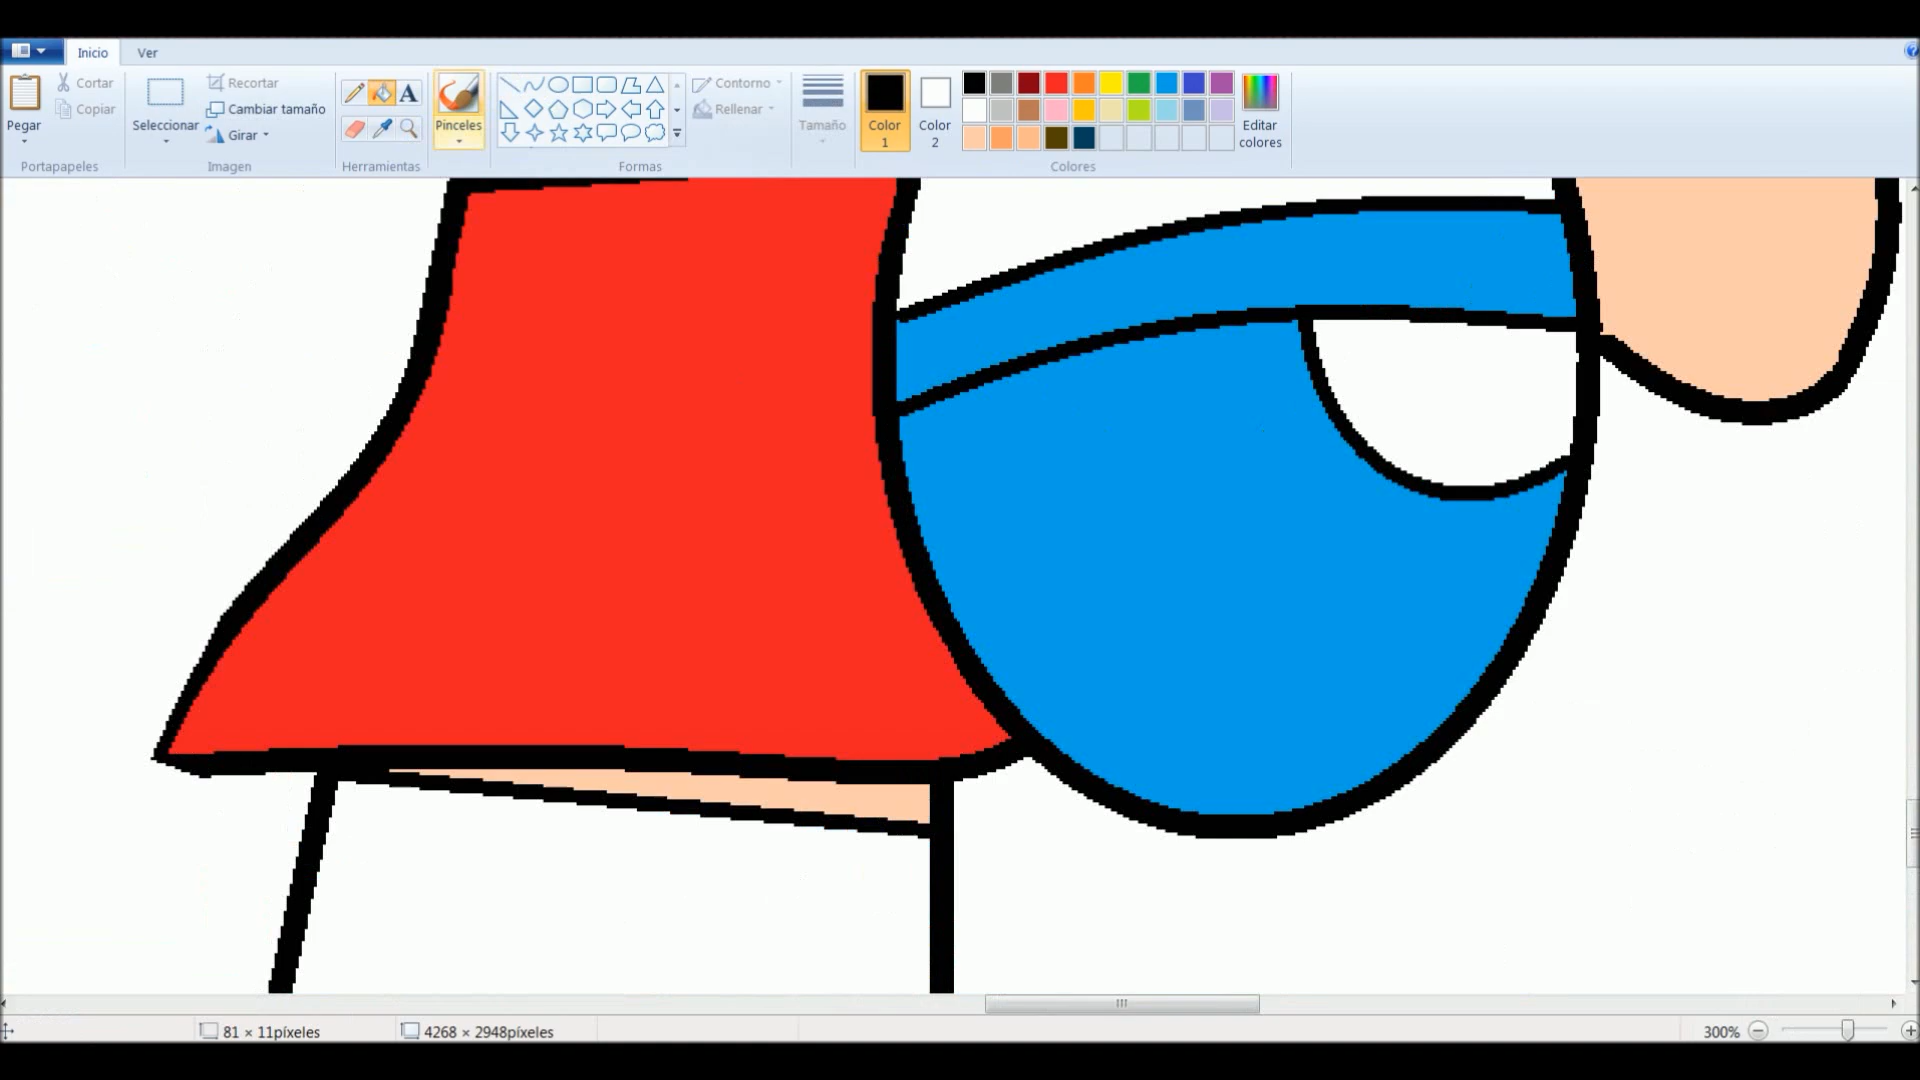 Inicio Ver
Pegar
Cortar
Copiar
Portapapeles
Seleccionar
Recortar
Cambiar tamaño
Girar
Imagen
A
Herramientas
Pinceles
Formas
Contorno
Rellenar
Tamaño
Color 1
Color 2
Editar colores
Colores
81 × 11píxeles
4268 × 2948píxeles
300%